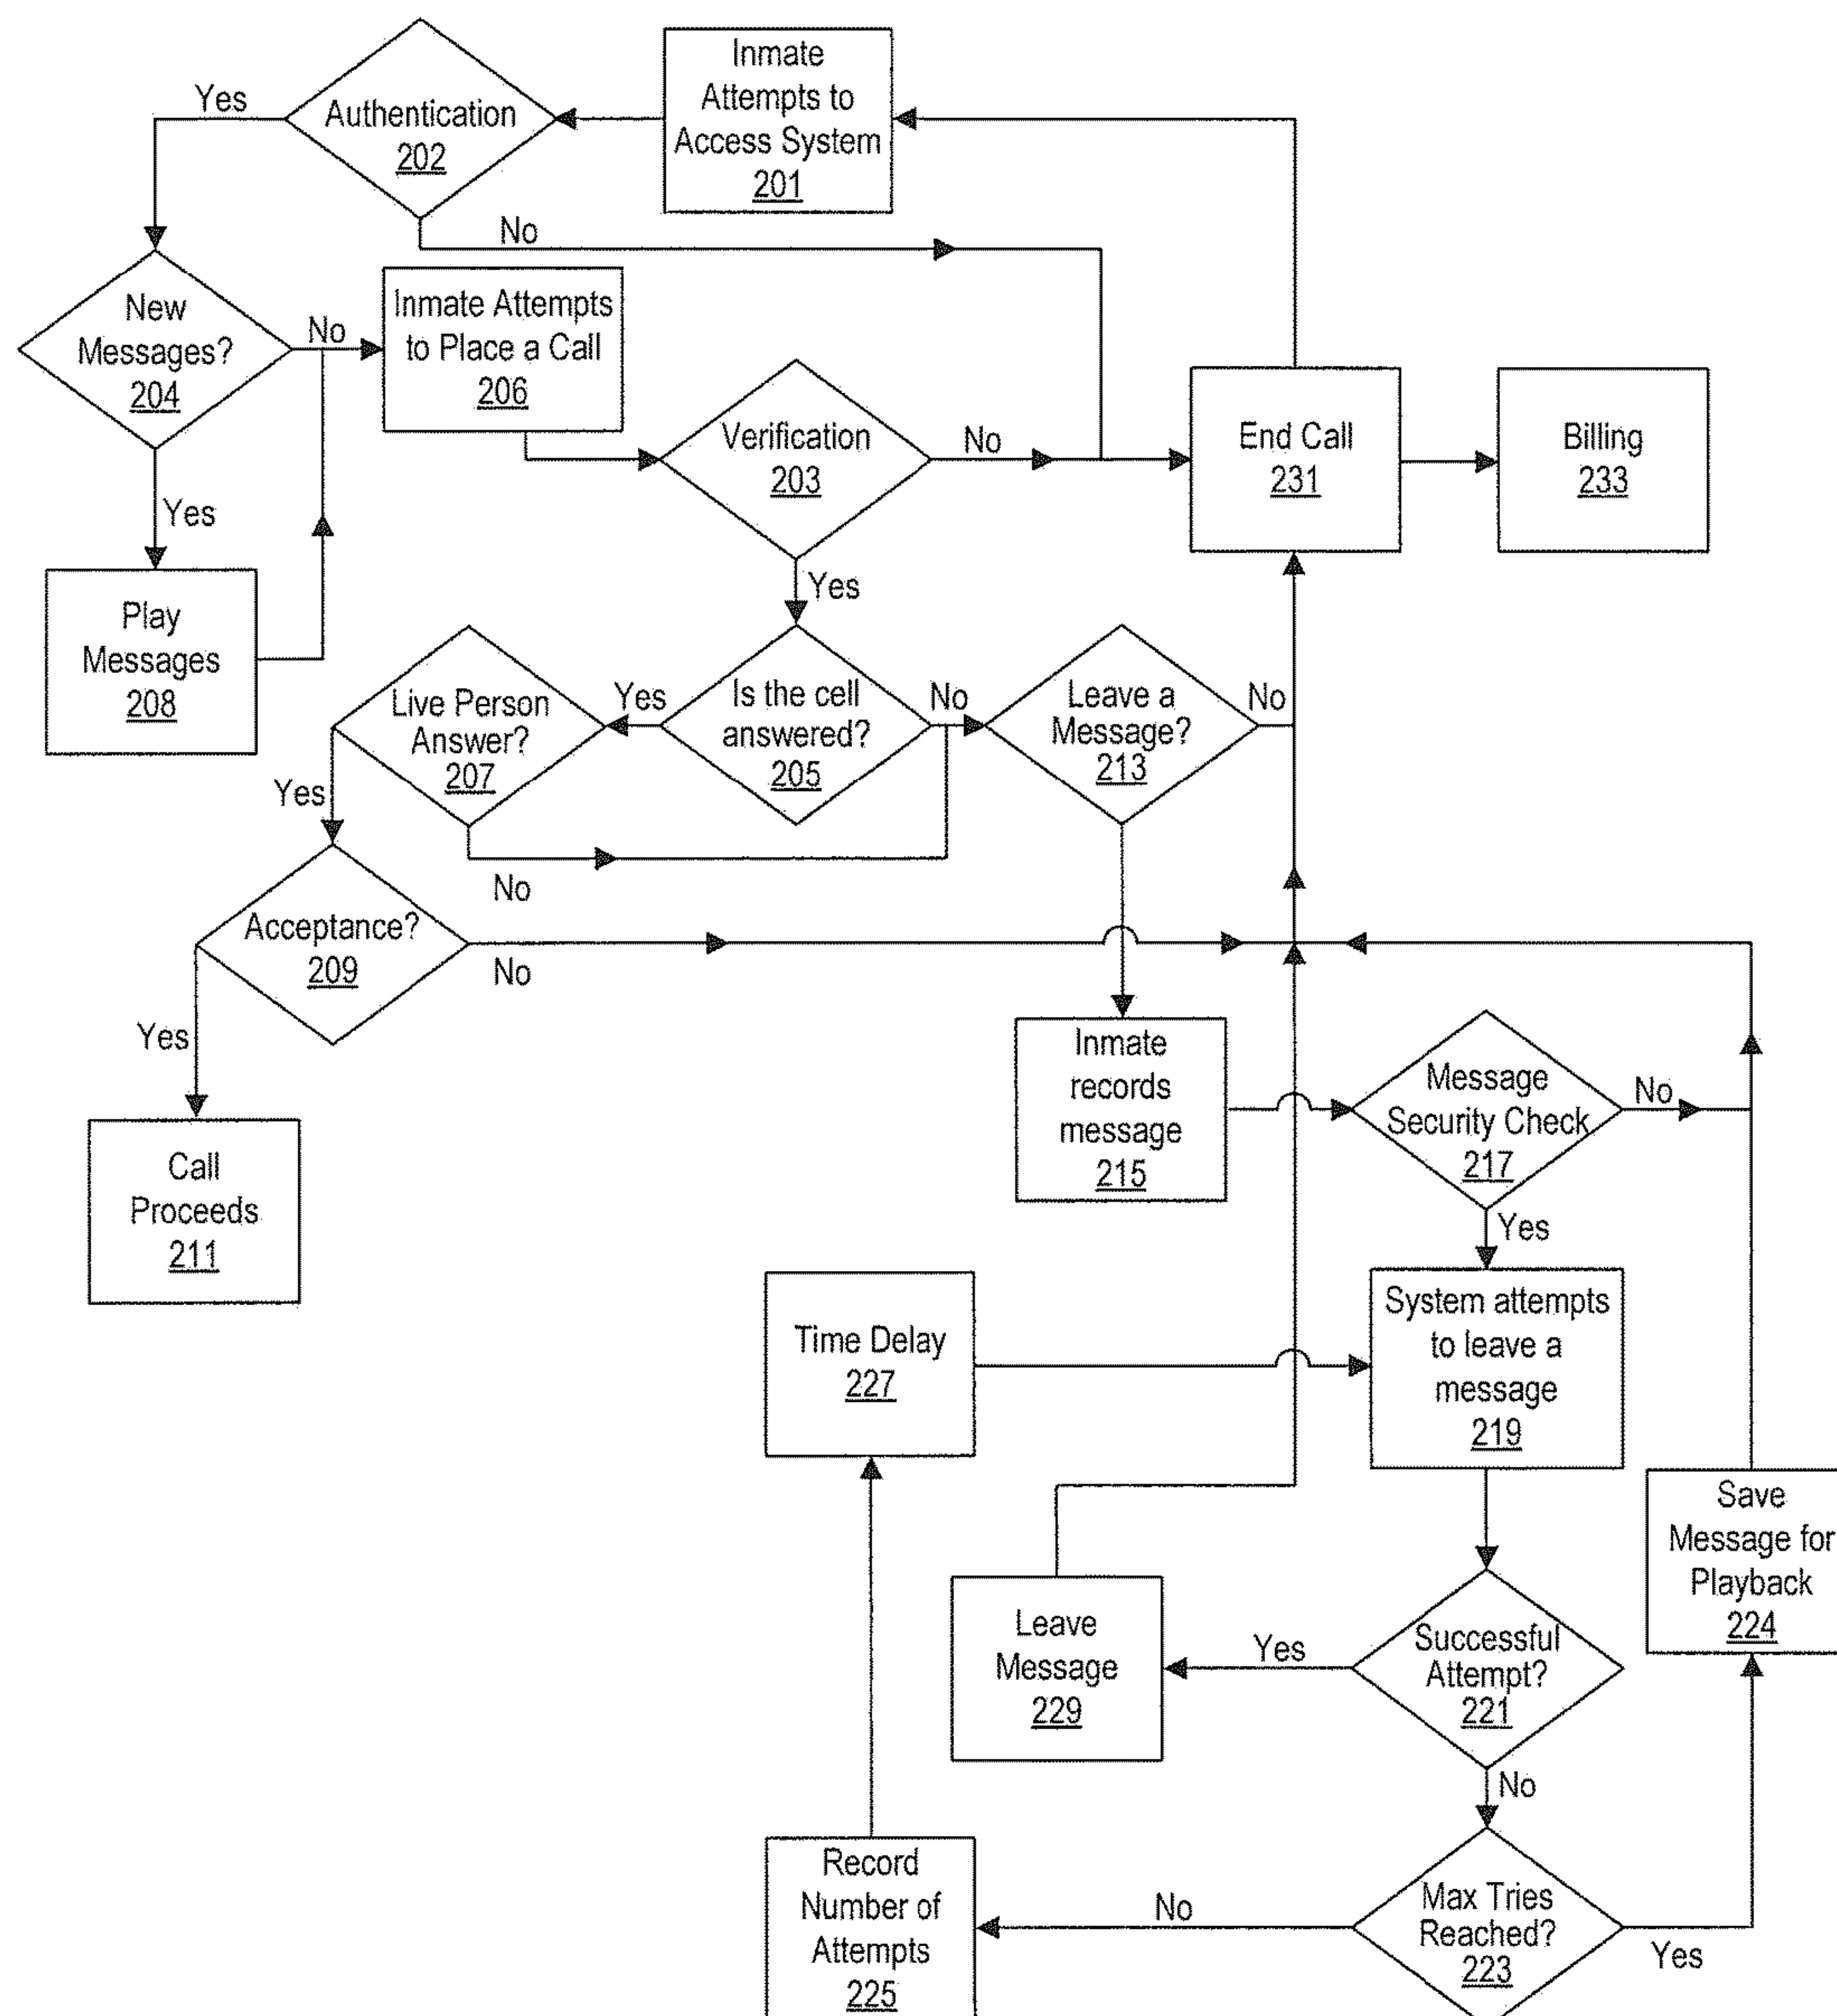 Inmate
Attempts to
Access System
201
Authentication
202
Yes
No
New
Messages?
204
No
Yes
Inmate Attempts
to Place a Call
206
Verification
203
No
Yes
End Call
231
Billing
233
Play
Messages
208
Live Person
Answer?
207
Yes
Is the cell
answered?
205
No
Leave a
Message?
213
No
Yes
No
Acceptance?
209
No
Yes
Call
Proceeds
211
Inmate
records
message
215
Message
Security Check
217
No
Yes
Time Delay
227
System attempts
to leave a
message
219
Save
Message for
Playback
224
Leave
Message
229
Yes
Successful
Attempt?
221
No
Record
Number of
Attempts
225
No
Max Tries
Reached?
223
Yes